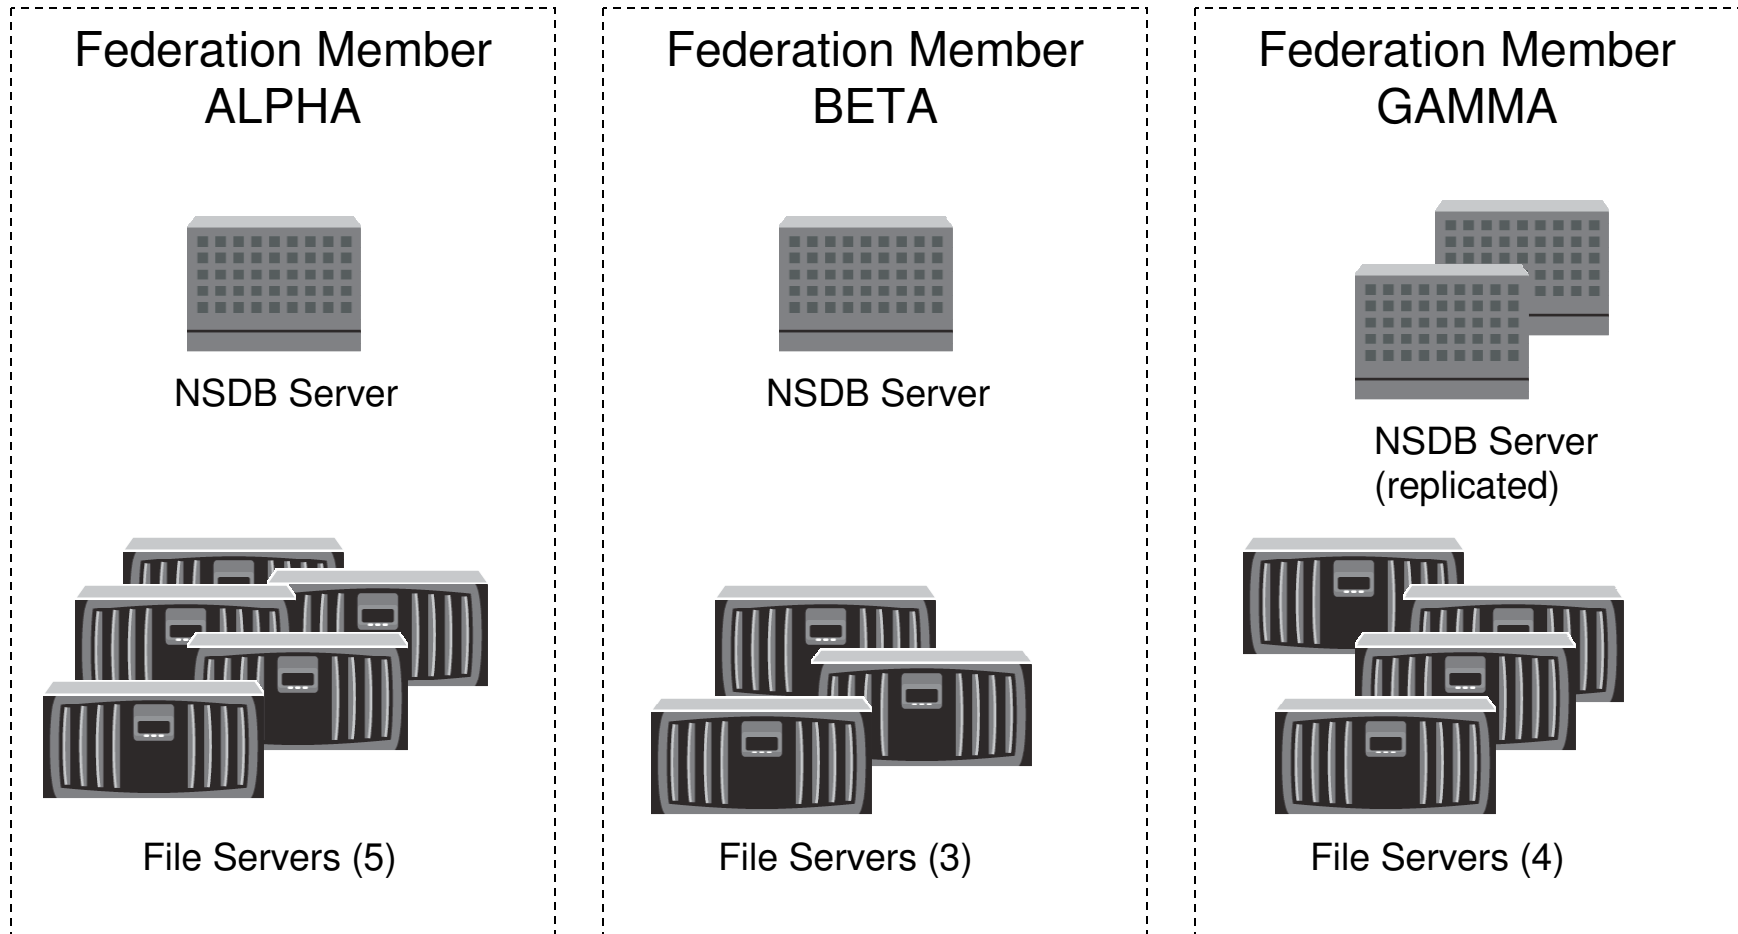 Federation Member
ALPHA
NSDB Server
File Servers (5)
Federation Member
BETA
NSDB Server
File Servers (3)
Federation Member
GAMMA
NSDB Server
(replicated)
File Servers (4)